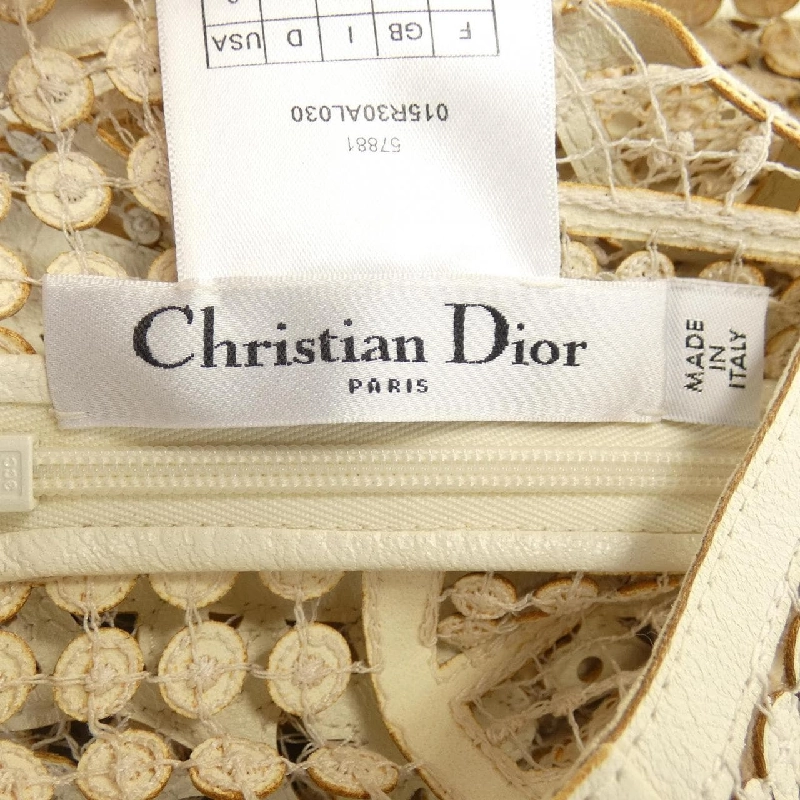 F GB I D USA
015R30AL030
57881
Christian Dior
PARIS
MADE
IN
ITALY